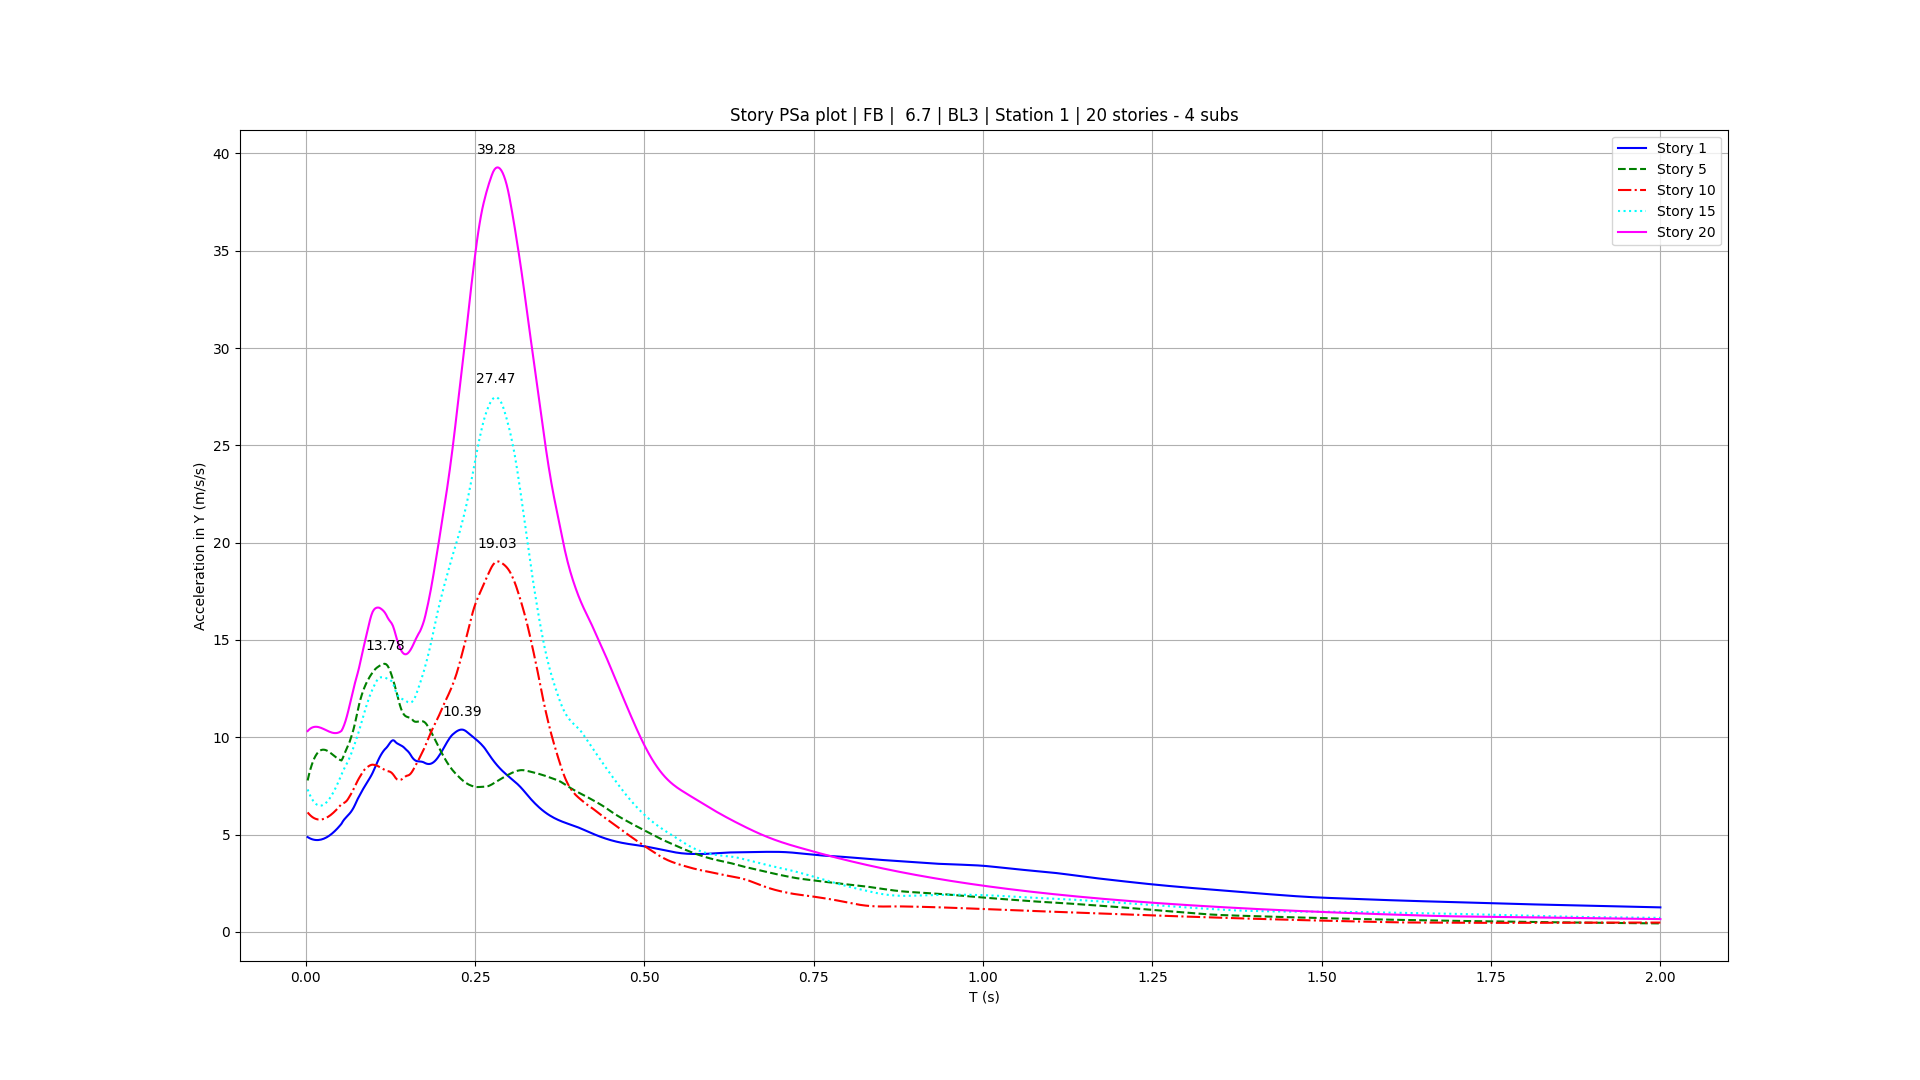 Story PSa plot | FB |  6.7 | BL3 | Station 1 | 20 stories - 4 subs
Story 1
Story 5
Story 10
Story 15
Story 20
39.28
27.47
19.03
13.78
10.39
Acceleration in Y (m/s/s)
40
35
30
25
20
15
10
5
0
0.00 0.25 0.50 0.75 1.00 1.25 1.50 1.75 2.00
T (s)